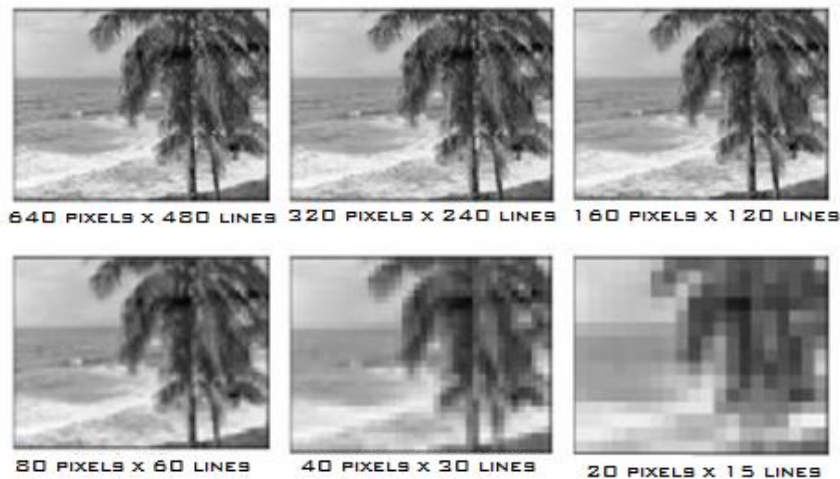 640 PIXELS X 480 LINES
320 PIXELS X 240 LINES
160 PIXELS X 120 LINES
80 PIXELS X 60 LINES
40 PIXELS X 30 LINES
20 PIXELS X 15 LINES